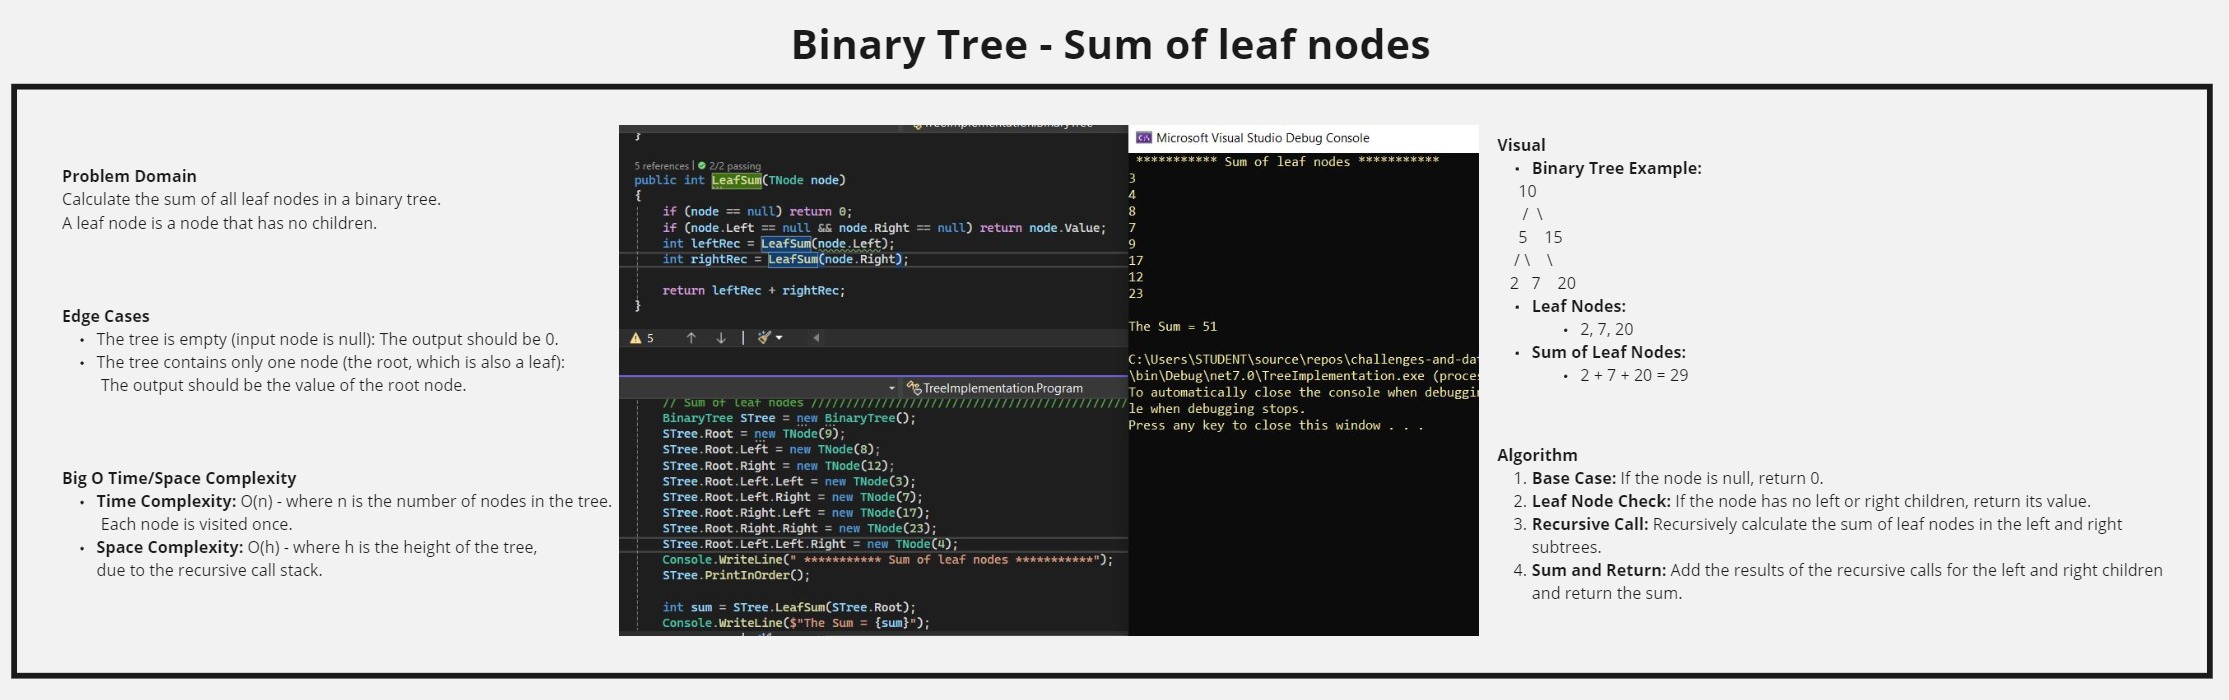 Binary Tree - Sum of leaf nodes
Problem Domain
Calculate the sum of all leaf nodes in a binary tree.
A leaf node is a node that has no children.
Edge Cases
• The tree is empty (input node is null): The output should be 0.
• The tree contains only one node (the root, which is also a leaf):
The output should be the value of the root node.
Big O Time/Space Complexity
• Time Complexity: O(n) - where n is the number of nodes in the tree.
Each node is visited once.
• Space Complexity: O(h) - where h is the height of the tree,
due to the recursive call stack.
TreeImplementation.BinaryTree
}
5 references | 2/2 passing
public int LeafSum(TNode node)
{
if (node == null) return 0;
if (node.Left == null && node.Right == null) return node.Value;
int leftRec = LeafSum(node.Left);
int rightRec = LeafSum(node.Right);
return leftRec + rightRec;
}
5
TreeImplementation.Program
// Sum of leaf nodes //////////////////////////////////////////
BinaryTree STree = new BinaryTree();
STree.Root = new TNode(9);
STree.Root.Left = new TNode(8);
STree.Root.Right = new TNode(12);
STree.Root.Left.Left = new TNode(3);
STree.Root.Left.Right = new TNode(7);
STree.Root.Right.Left = new TNode(17);
STree.Root.Right.Right = new TNode(23);
STree.Root.Left.Left.Right = new TNode(4);
Console.WriteLine(" *********** Sum of leaf nodes ***********");
STree.PrintInOrder();
int sum = STree.LeafSum(STree.Root);
Console.WriteLine($"The Sum = {sum}");
Microsoft Visual Studio Debug Console
*********** Sum of leaf nodes ***********
3
4
8
7
9
17
12
23
The Sum = 51
C:\Users\STUDENT\source\repos\challenges-and-da
\bin\Debug\net7.0\TreeImplementation.exe (proces
To automatically close the console when debuggin
le when debugging stops.
Press any key to close this window . . .
Visual
• Binary Tree Example:
10
/ \
5 15
/ \ \
2 7 20
• Leaf Nodes:
• 2, 7, 20
• Sum of Leaf Nodes:
• 2 + 7 + 20 = 29
Algorithm
1. Base Case: If the node is null, return 0.
2. Leaf Node Check: If the node has no left or right children, return its value.
3. Recursive Call: Recursively calculate the sum of leaf nodes in the left and right
subtrees.
4. Sum and Return: Add the results of the recursive calls for the left and right children
and return the sum.